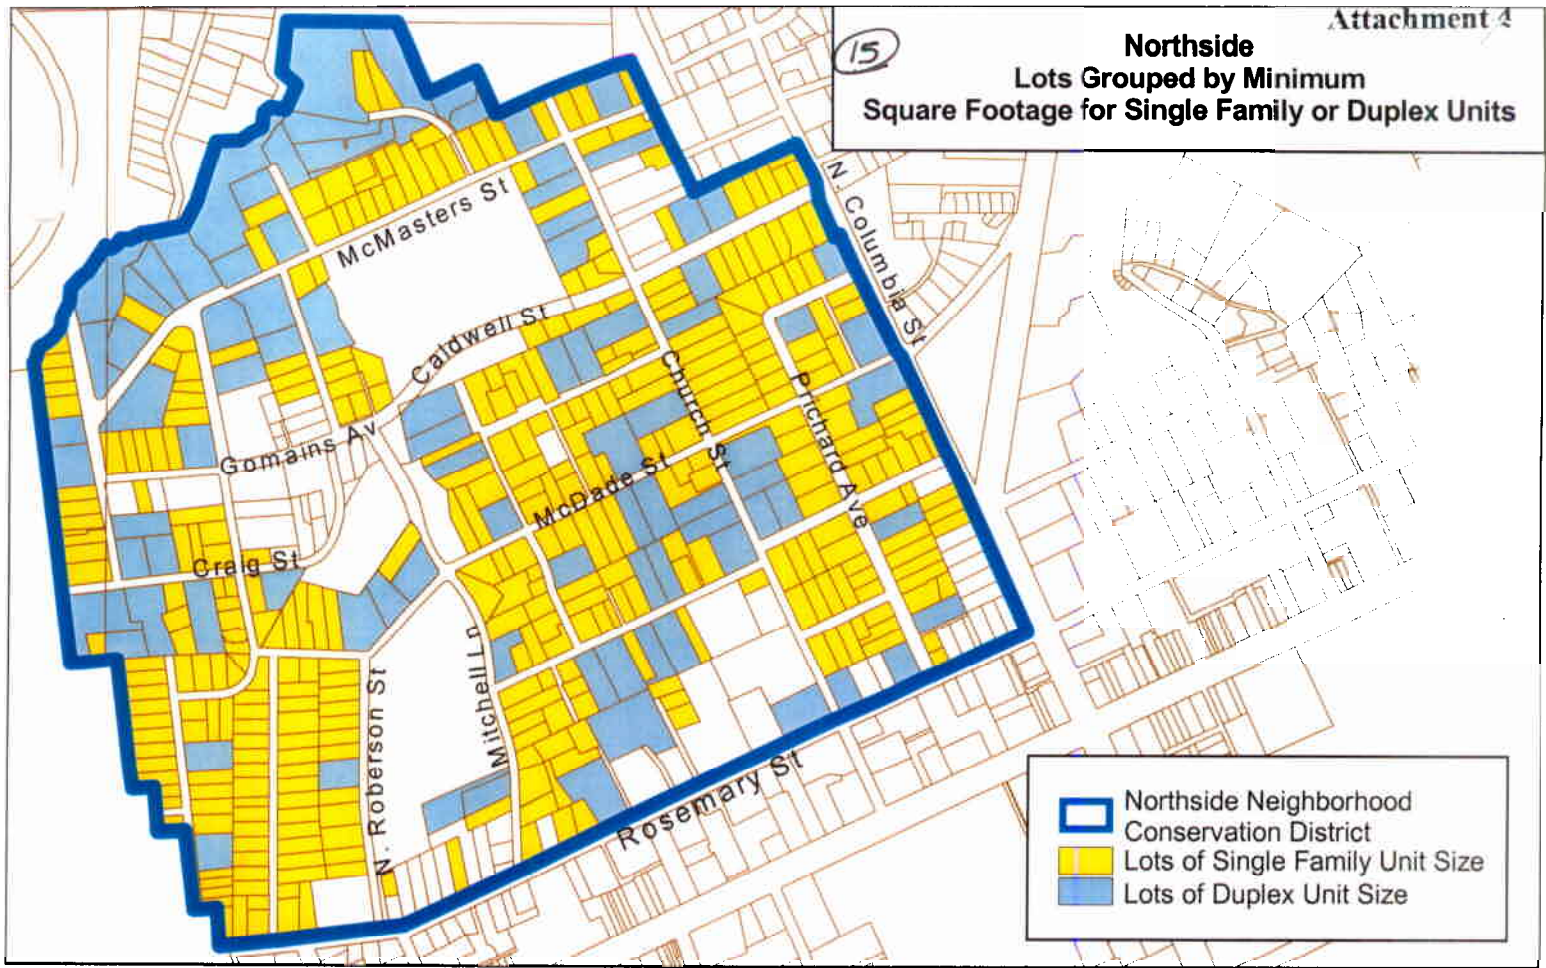 Attachment 4
15
Northside
Lots Grouped by Minimum
Square Footage for Single Family or Duplex Units
N. Columbia St
McMasters St
Caldwell St
Church St
Prichard Ave
Gomains Av
McDade St
Craig St
Mitchell Ln
N. Roberson St
Rosemary St
Northside Neighborhood
Conservation District
Lots of Single Family Unit Size
Lots of Duplex Unit Size